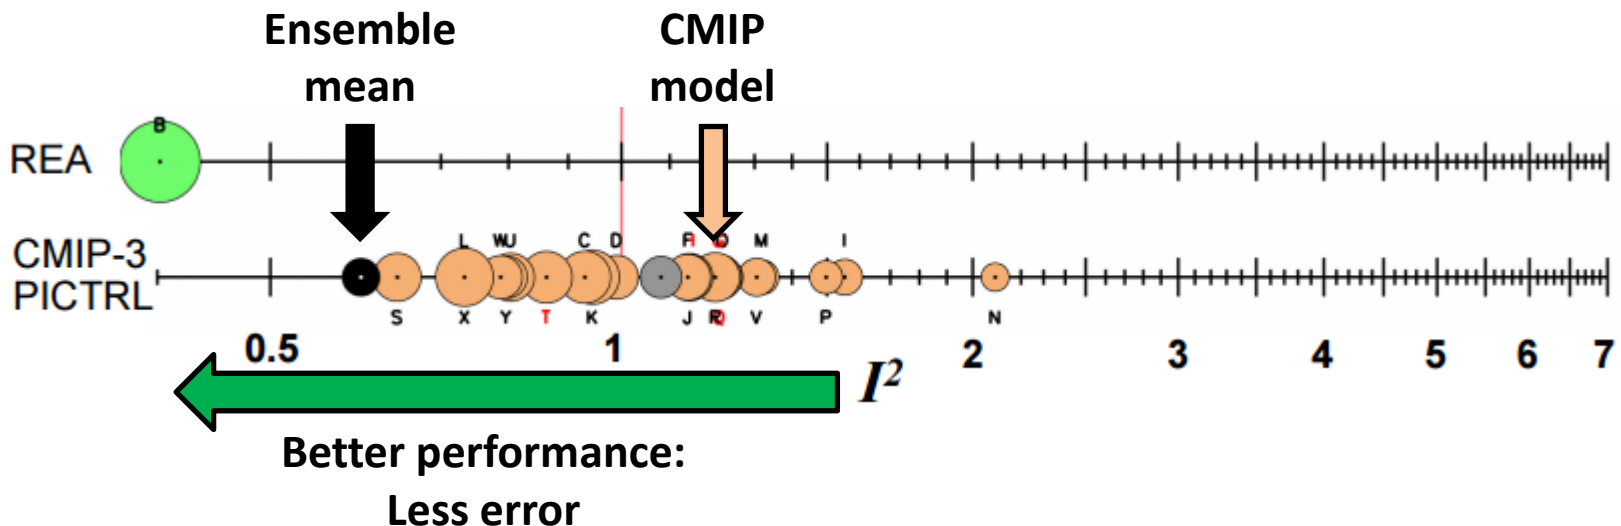 Ensemble
mean
CMIP
model
B
REA
CMIP-3
PICTRL
L W U C D F M I
S X Y T K J R Q V P N
0.5 1 2 3 4 5 6 7
I²
Better performance:
Less error